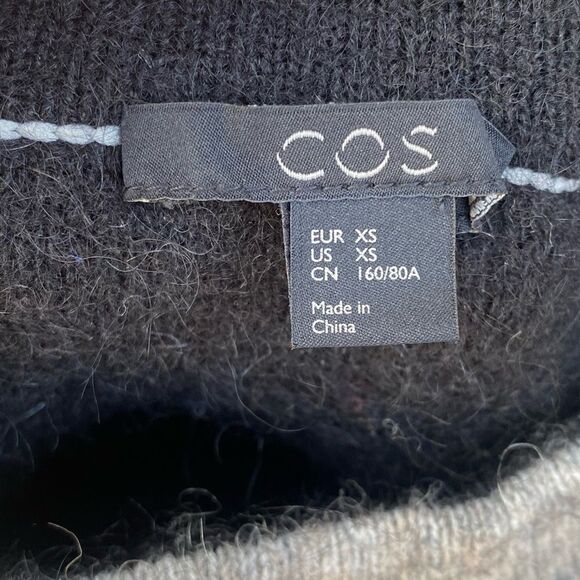 COS
EUR XS
US XS
CN 160/80A
Made in
China